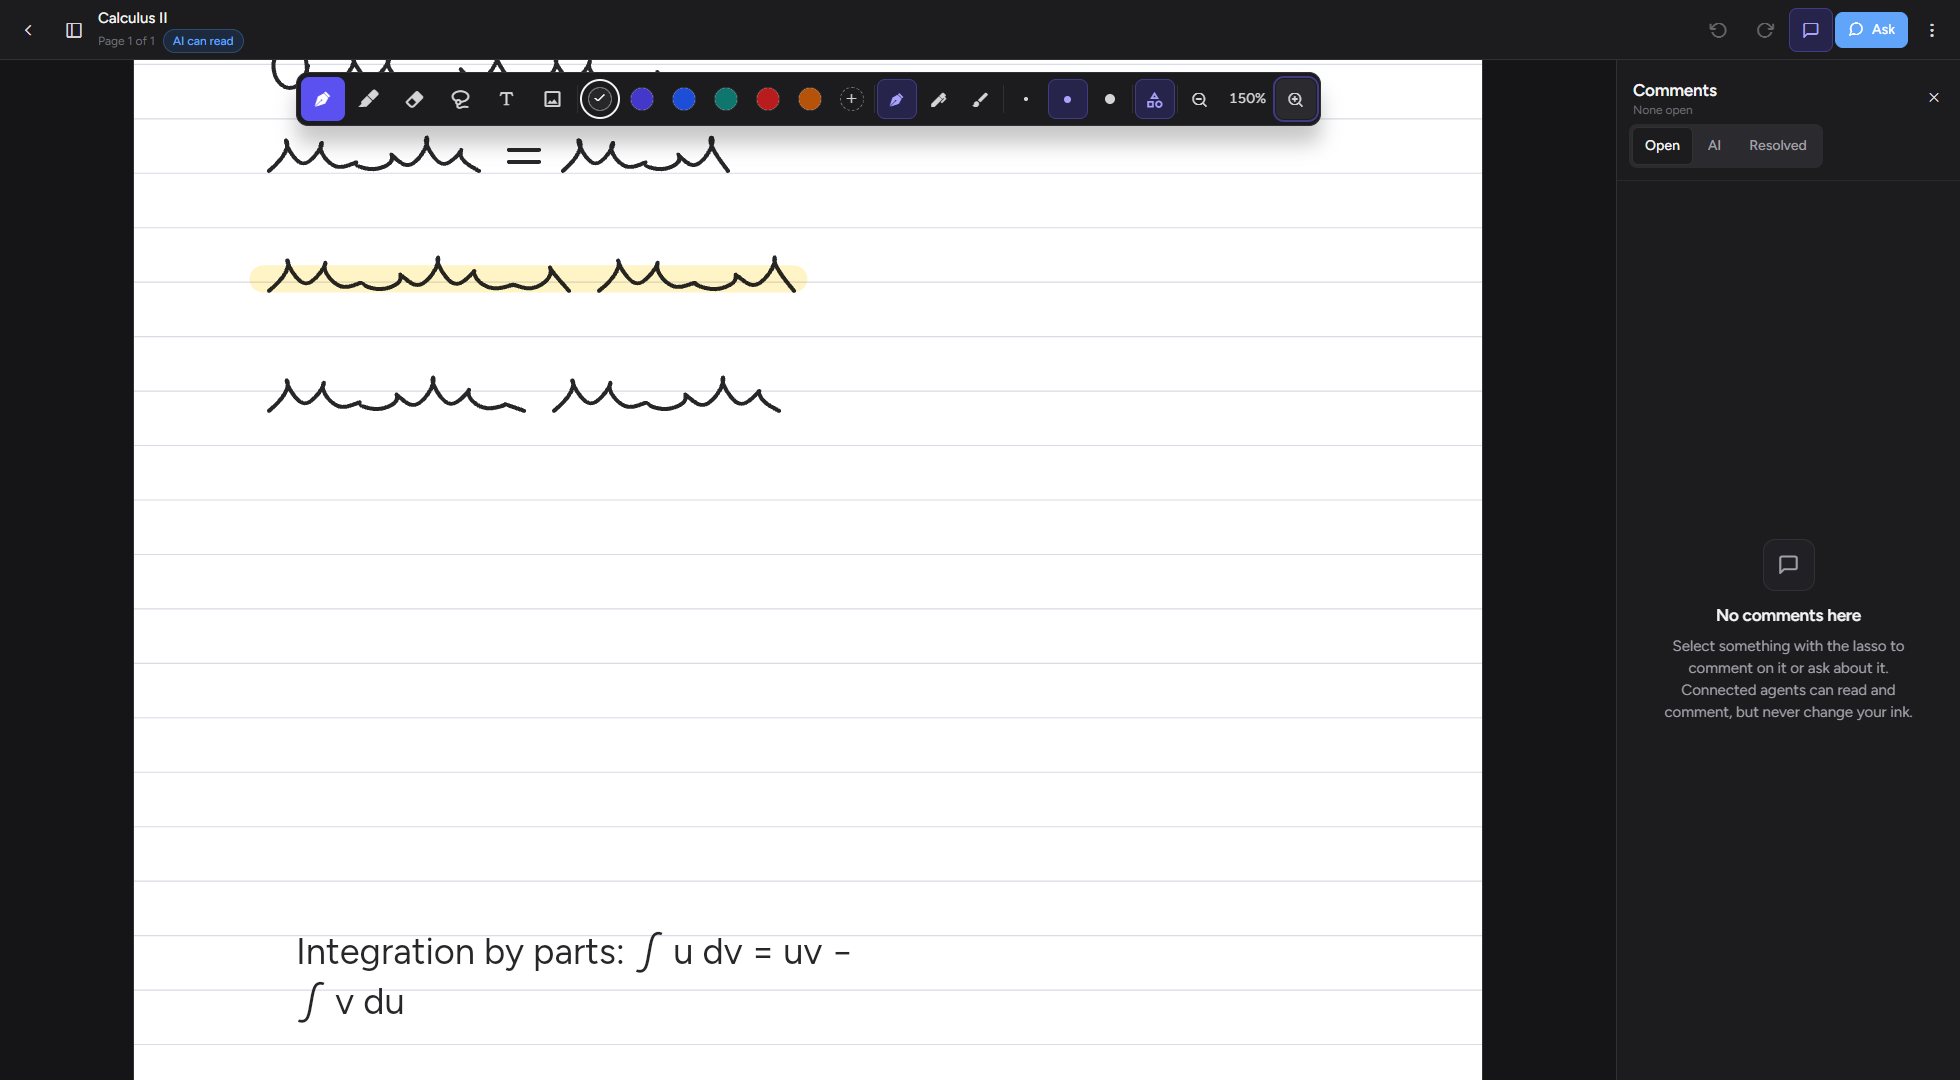 Calculus II
Page 1 of 1 AI can read
Ask
T 150%
Comments
None open
Open AI Resolved
=
No comments here
Select something with the lasso to
comment on it or ask about it.
Connected agents can read and
comment, but never change your ink.
Integration by parts: ∫ u dv = uv −
∫ v du